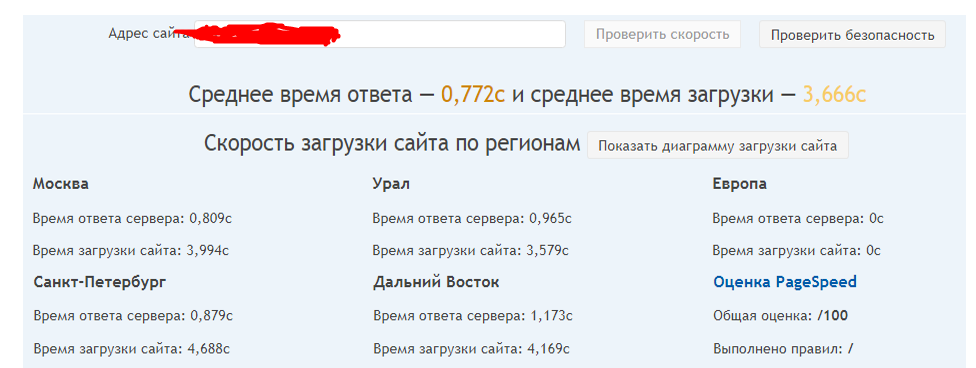 Адрес сайта
Проверить скорость
Проверить безопасность
Среднее время ответа — 0,772с и среднее время загрузки — 3,666с
Скорость загрузки сайта по регионам
Показать диаграмму загрузки сайта
Москва
Время ответа сервера: 0,809с
Время загрузки сайта: 3,994с
Урал
Время ответа сервера: 0,965с
Время загрузки сайта: 3,579с
Европа
Время ответа сервера: 0с
Время загрузки сайта: 0с
Санкт-Петербург
Время ответа сервера: 0,879с
Время загрузки сайта: 4,688с
Дальний Восток
Время ответа сервера: 1,173с
Время загрузки сайта: 4,169с
Оценка PageSpeed
Общая оценка: /100
Выполнено правил: /